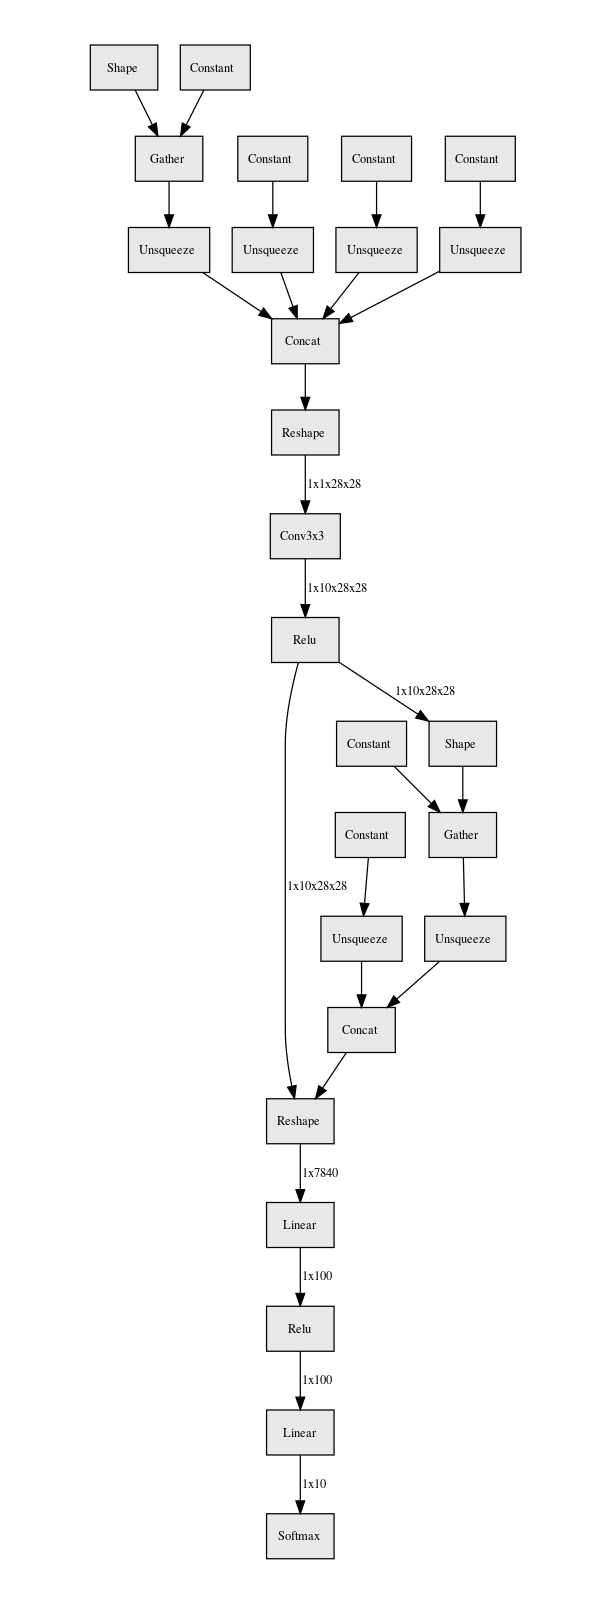 Shape Constant
Gather Constant Constant Constant
Unsqueeze Unsqueeze Unsqueeze Unsqueeze
Concat
Reshape
1x1x28x28
Conv3x3
1x10x28x28
Relu
1x10x28x28
Constant Shape
Constant Gather
1x10x28x28
Unsqueeze Unsqueeze
Concat
Reshape
1x7840
Linear
1x100
Relu
1x100
Linear
1x10
Softmax